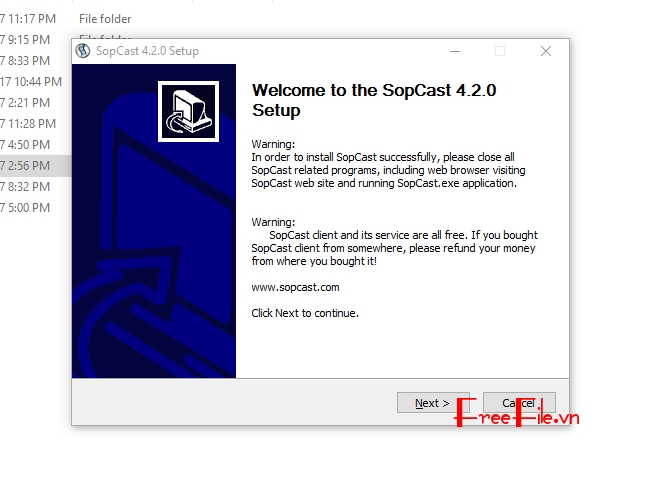 7 11:17 PM File folder
7 9:15 PM File folder
7 8:33 PM
SopCast 4.2.0 Setup
17 10:44 PM
7 2:21 PM
7 11:28 PM
7 4:50 PM
7 2:56 PM
7 8:32 PM
7 5:00 PM
Welcome to the SopCast 4.2.0
Setup
Warning:
In order to install SopCast successfully, please close all
SopCast related programs, including web browser visiting
SopCast web site and running SopCast.exe application.
Warning:
SopCast client and its service are all free. If you bought
SopCast client from somewhere, please refund your money
from where you bought it!
www.sopcast.com
Click Next to continue.
Next > Cancel
FreeFile.vn